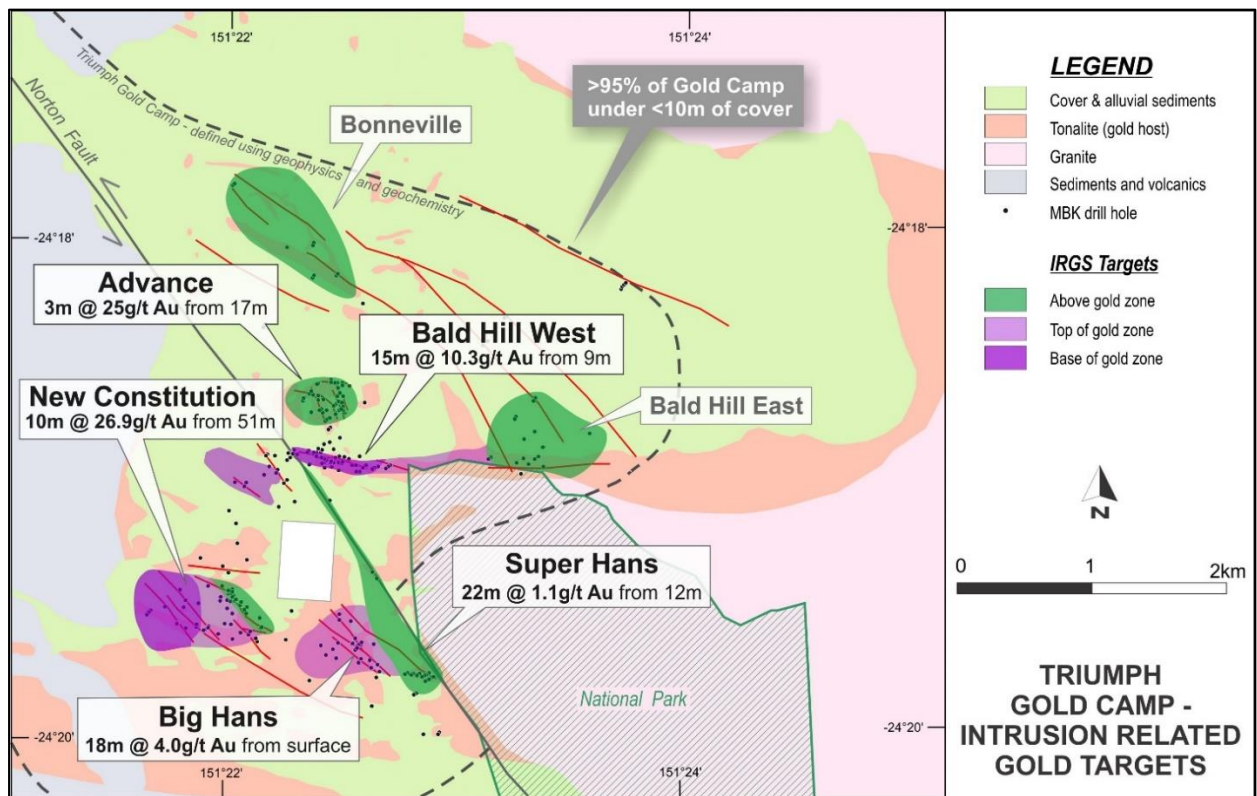 151°22'
151°24'
Triumph Gold Camp - defined using geophysics and geochemistry
Norton Fault
>95% of Gold Camp
under <10m of cover
Bonneville
-24°18'
-24°18'
Advance
3m @ 25g/t Au from 17m
Bald Hill West
15m @ 10.3g/t Au from 9m
New Constitution
10m @ 26.9g/t Au from 51m
Bald Hill East
Super Hans
22m @ 1.1g/t Au from 12m
National Park
Big Hans
18m @ 4.0g/t Au from surface
-24°20'
-24°20'
151°22'
151°24'
LEGEND
Cover & alluvial sediments
Tonalite (gold host)
Granite
Sediments and volcanics
MBK drill hole
IRGS Targets
Above gold zone
Top of gold zone
Base of gold zone
N
0 1 2km
TRIUMPH
GOLD CAMP -
INTRUSION RELATED
GOLD TARGETS